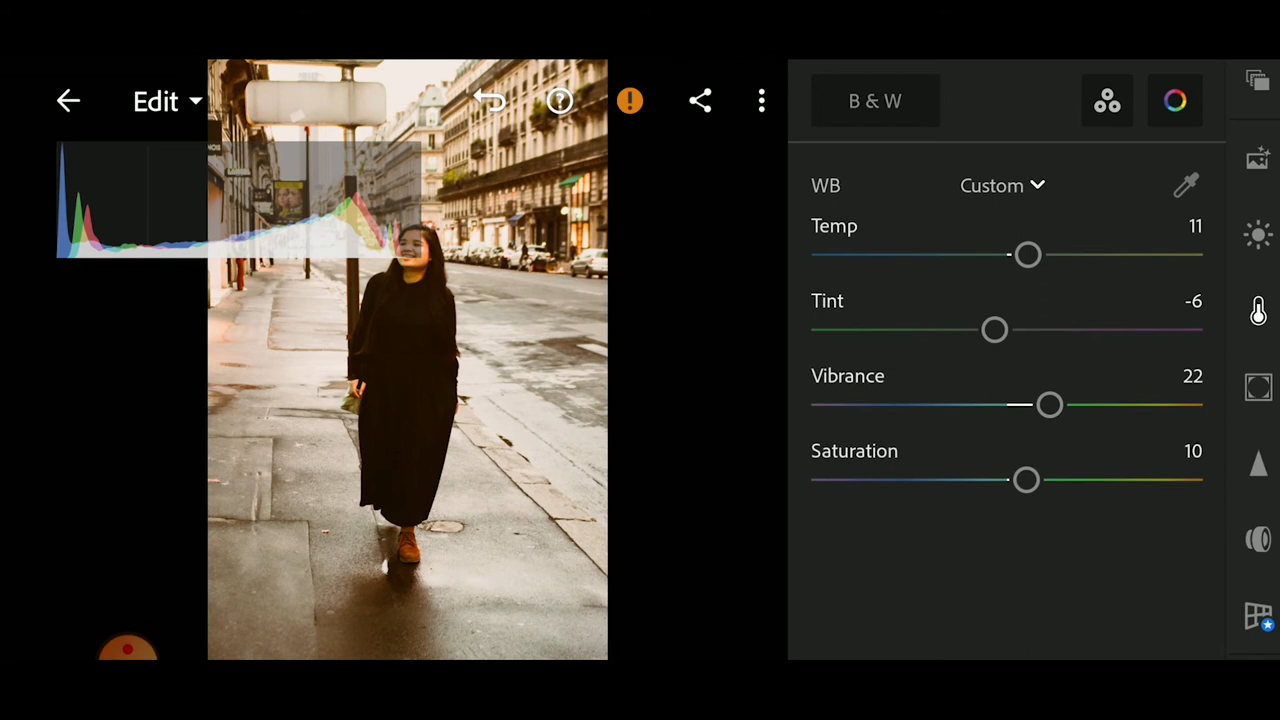 Edit
B & W
WB Custom
Temp 11
Tint -6
Vibrance 22
Saturation 10